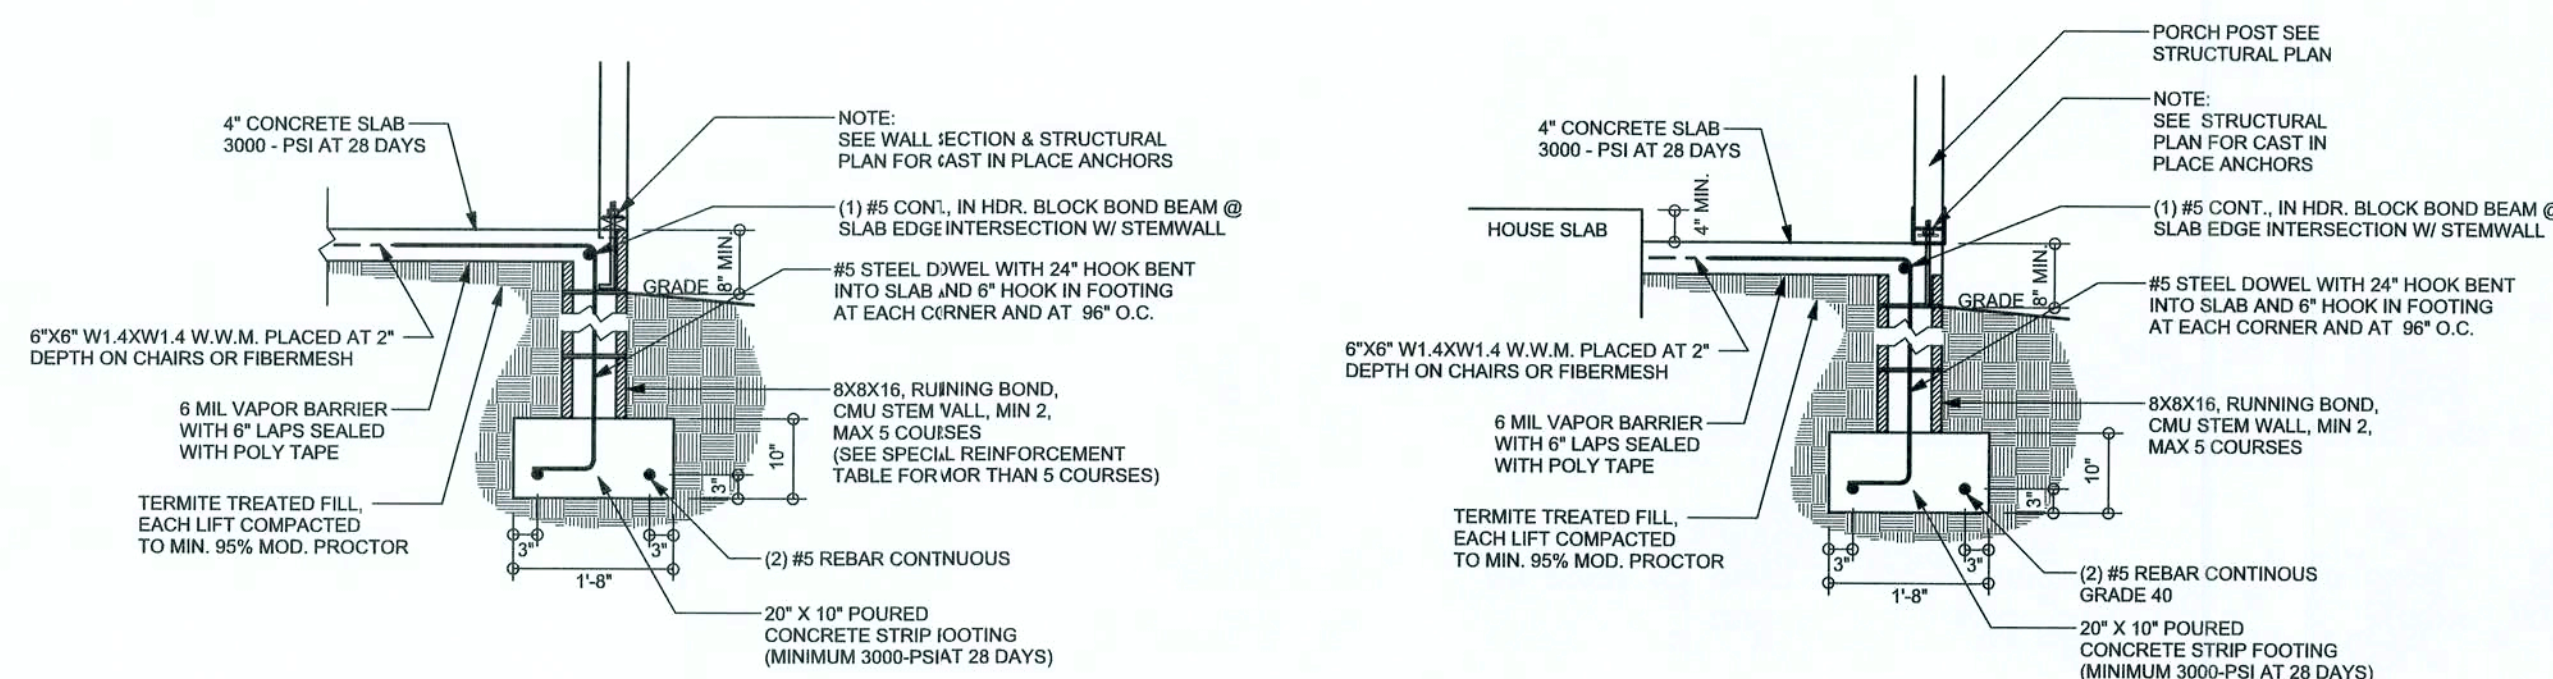 4" CONCRETE SLAB
3000 - PSI AT 28 DAYS
NOTE:
SEE WALL SECTION & STRUCTURAL
PLAN FOR CAST IN PLACE ANCHORS
(1) #5 CONT., IN HDR. BLOCK BOND BEAM @
SLAB EDGE INTERSECTION W/ STEMWALL
8" MIN.
GRADE
#5 STEEL DOWEL WITH 24" HOOK BENT
INTO SLAB AND 6" HOOK IN FOOTING
AT EACH CORNER AND AT 96" O.C.
6"X6" W1.4XW1.4 W.W.M. PLACED AT 2"
DEPTH ON CHAIRS OR FIBERMESH
6 MIL VAPOR BARRIER
WITH 6" LAPS SEALED
WITH POLY TAPE
8X8X16, RUNNING BOND,
CMU STEM WALL, MIN 2,
MAX 5 COURSES
(SEE SPECIAL REINFORCEMENT
TABLE FOR MOR THAN 5 COURSES)
10"
3"
TERMITE TREATED FILL,
EACH LIFT COMPACTED
TO MIN. 95% MOD. PROCTOR
3"
3"
1'-8"
(2) #5 REBAR CONTNUOUS
20" X 10" POURED
CONCRETE STRIP FOOTING
(MINIMUM 3000-PSI AT 28 DAYS)
PORCH POST SEE
STRUCTURAL PLAN
NOTE:
SEE STRUCTURAL
PLAN FOR CAST IN
PLACE ANCHORS
4" CONCRETE SLAB
3000 - PSI AT 28 DAYS
4" MIN.
HOUSE SLAB
(1) #5 CONT., IN HDR. BLOCK BOND BEAM @
SLAB EDGE INTERSECTION W/ STEMWALL
8" MIN.
GRADE
#5 STEEL DOWEL WITH 24" HOOK BENT
INTO SLAB AND 6" HOOK IN FOOTING
AT EACH CORNER AND AT 96" O.C.
6"X6" W1.4XW1.4 W.W.M. PLACED AT 2"
DEPTH ON CHAIRS OR FIBERMESH
6 MIL VAPOR BARRIER
WITH 6" LAPS SEALED
WITH POLY TAPE
8X8X16, RUNNING BOND,
CMU STEM WALL, MIN 2,
MAX 5 COURSES
10"
3"
TERMITE TREATED FILL,
EACH LIFT COMPACTED
TO MIN. 95% MOD. PROCTOR
3"
3"
1'-8"
(2) #5 REBAR CONTINOUS
GRADE 40
20" X 10" POURED
CONCRETE STRIP FOOTING
(MINIMUM 3000-PSI AT 28 DAYS)